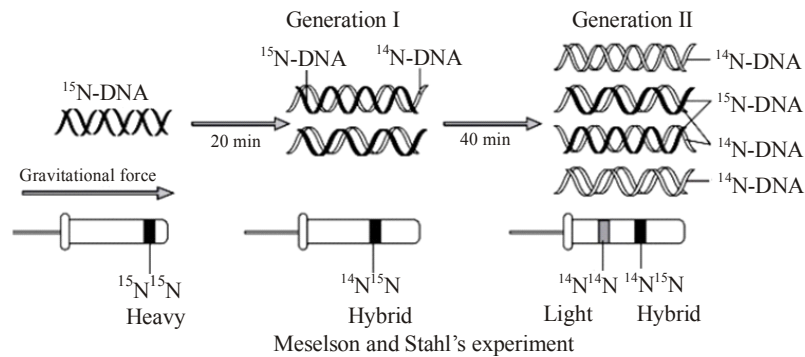 Generation I
Generation II
¹⁵N-DNA
¹⁴N-DNA
¹⁴N-DNA
¹⁵N-DNA
¹⁵N-DNA
20 min
40 min
¹⁴N-DNA
¹⁴N-DNA
Gravitational force
¹⁵N¹⁵N
Heavy
¹⁴N¹⁵N
Hybrid
¹⁴N¹⁴N
Light
¹⁴N¹⁵N
Hybrid
Meselson and Stahl's experiment